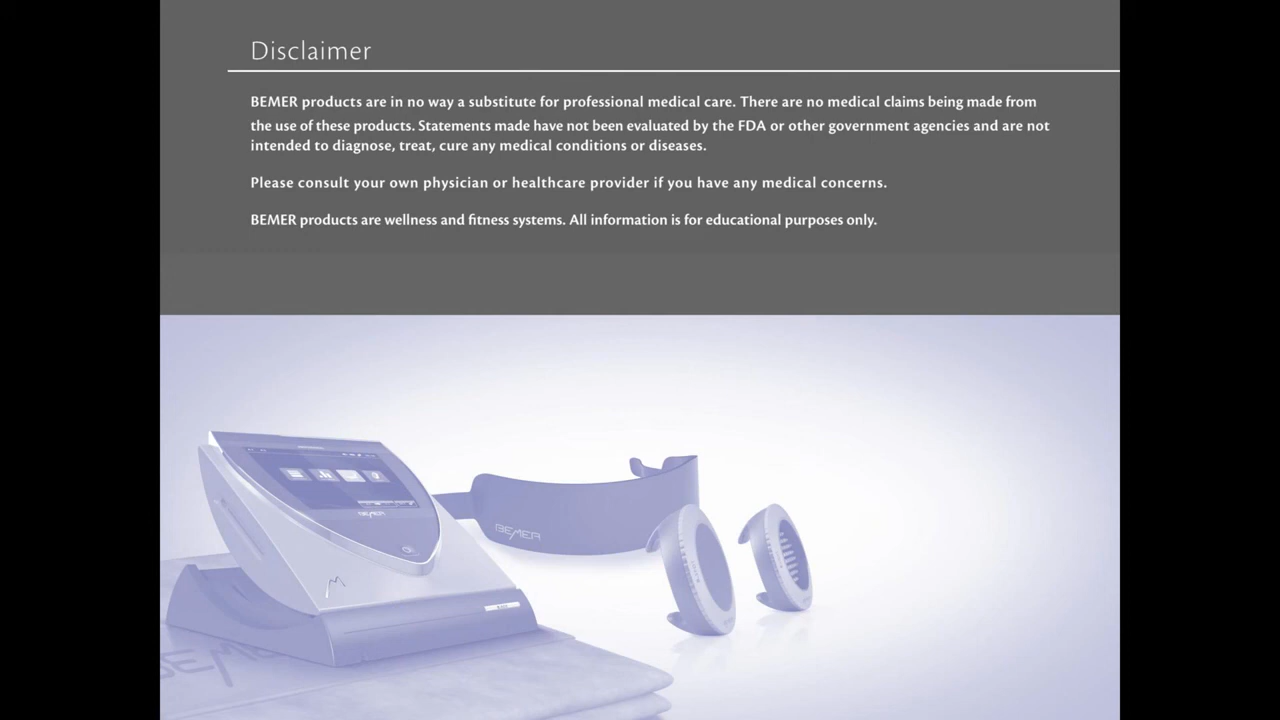 Disclaimer
BEMER products are in no way a substitute for professional medical care. There are no medical claims being made from
the use of these products. Statements made have not been evaluated by the FDA or other government agencies and are not
intended to diagnose, treat, cure any medical conditions or diseases.
Please consult your own physician or healthcare provider if you have any medical concerns.
BEMER products are wellness and fitness systems. All information is for educational purposes only.
BEMER
BEMER
BEME